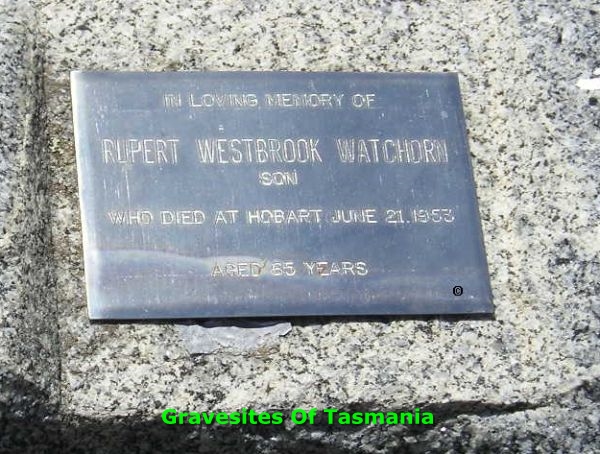 IN LOVING MEMORY OF
RUPERT WESTBROOK WATCHORN
SON
WHO DIED AT HOBART JUNE 21. 1953
AGED 65 YEARS
©
Gravesites Of Tasmania